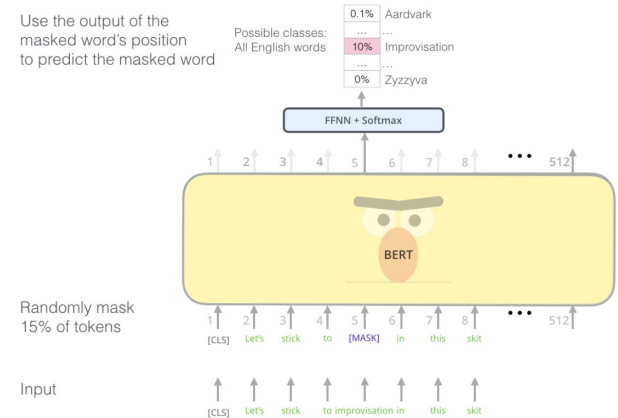 Use the output of the
masked word's position
to predict the masked word
Possible classes:
All English words
0.1% Aardvark
... ...
10% Improvisation
... ...
0% Zyzzyva
FFNN + Softmax
1 2 3 4 5 6 7 8 ••• 512
BERT
Randomly mask
15% of tokens
1 2 3 4 5 6 7 8 ••• 512
[CLS] Let's stick to [MASK] in this skit
Input
[CLS] Let's stick to improvisation in this skit